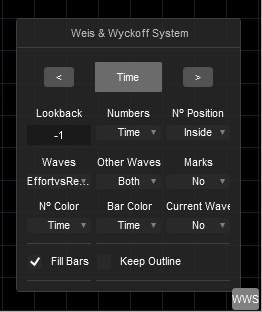 Weis & Wyckoff System
< Time >
Lookback Numbers Nº Position
-1 Time Inside
Waves Other Waves Marks
EffortvsRe... Both No
Nº Color Bar Color Current Wave
Time Time No
Fill Bars Keep Outline
WWS